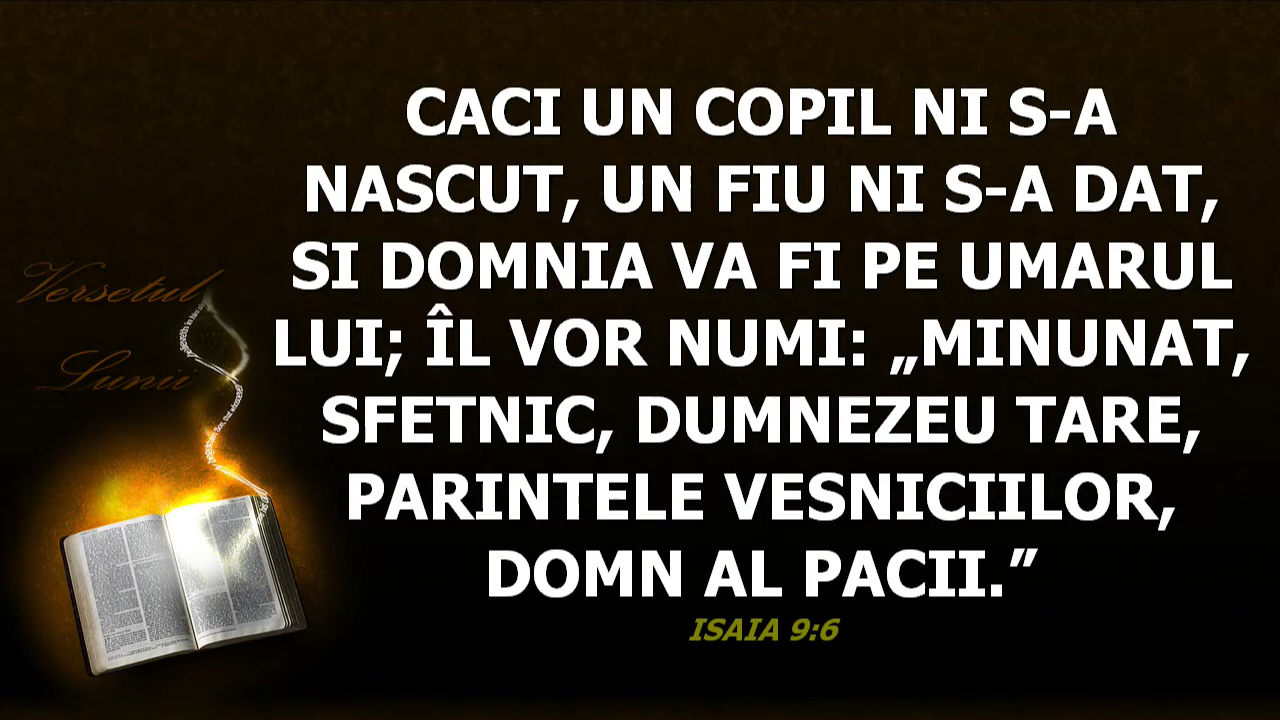 CACI UN COPIL NI S-A
NASCUT, UN FIU NI S-A DAT,
SI DOMNIA VA FI PE UMARUL
LUI; ÎL VOR NUMI: „MINUNAT,
SFETNIC, DUMNEZEU TARE,
PARINTELE VESNICIILOR,
DOMN AL PACII.”
ISAIA 9:6
Versetul
Lunii